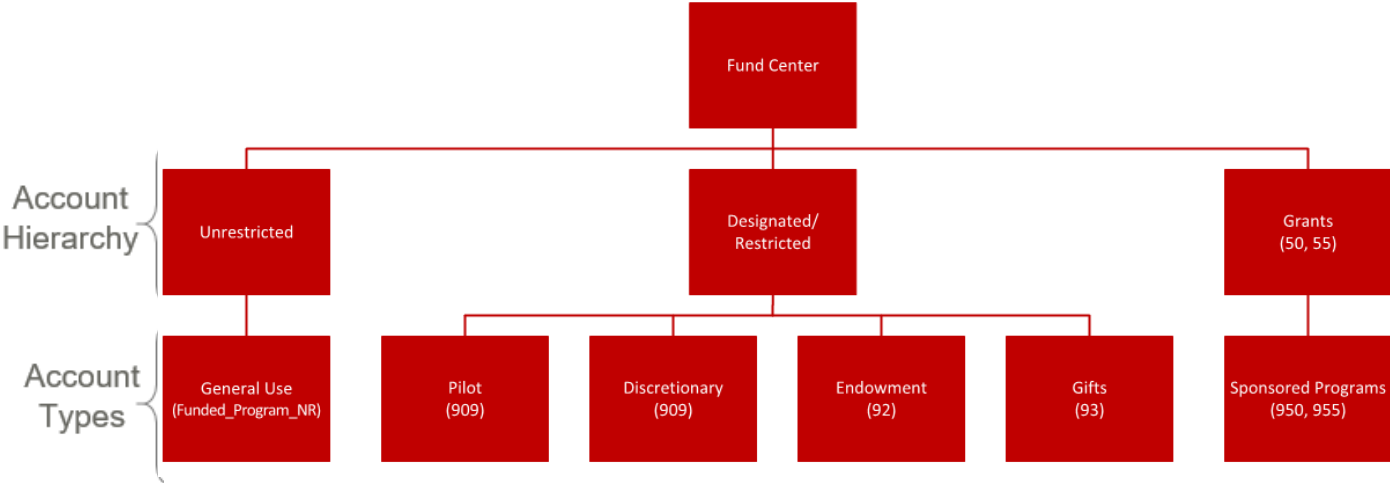 Fund Center
Account
Hierarchy
Unrestricted
Designated/
Restricted
Grants
(50, 55)
Account
Types
General Use
(Funded_Program_NR)
Pilot
(909)
Discretionary
(909)
Endowment
(92)
Gifts
(93)
Sponsored Programs
(950, 955)